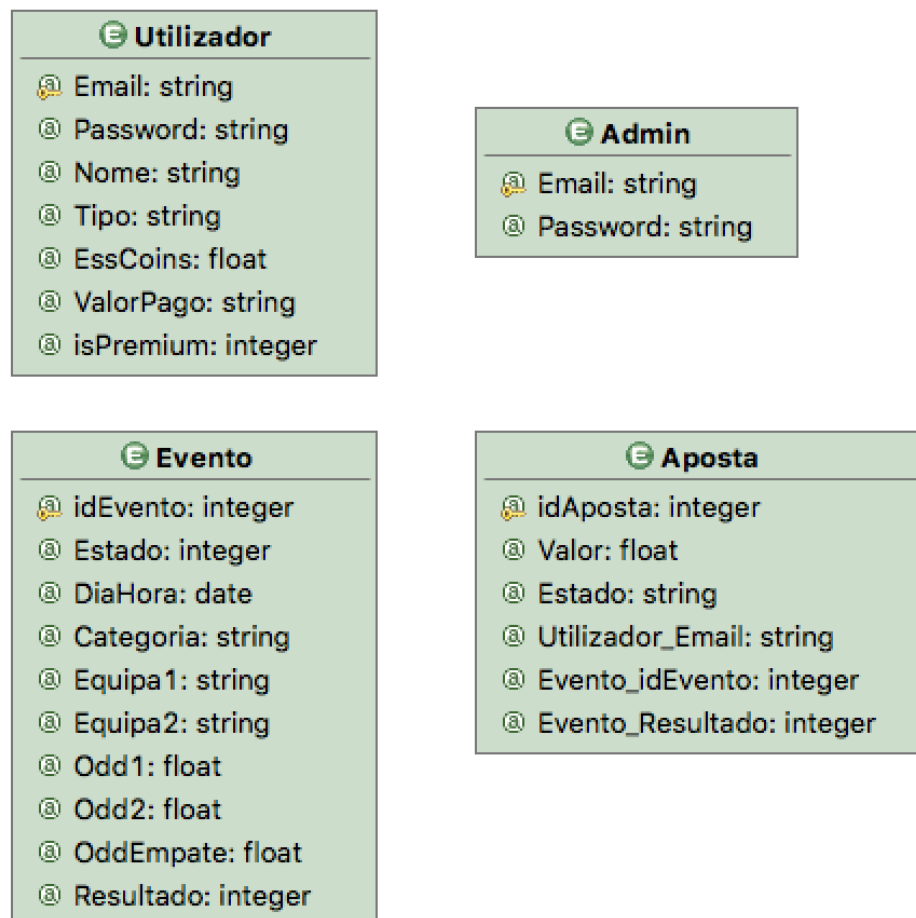 Utilizador
Email: string
Password: string
Nome: string
Tipo: string
EssCoins: float
ValorPago: string
isPremium: integer
Admin
Email: string
Password: string
Evento
idEvento: integer
Estado: integer
DiaHora: date
Categoria: string
Equipa1: string
Equipa2: string
Odd1: float
Odd2: float
OddEmpate: float
Resultado: integer
Aposta
idAposta: integer
Valor: float
Estado: string
Utilizador_Email: string
Evento_idEvento: integer
Evento_Resultado: integer